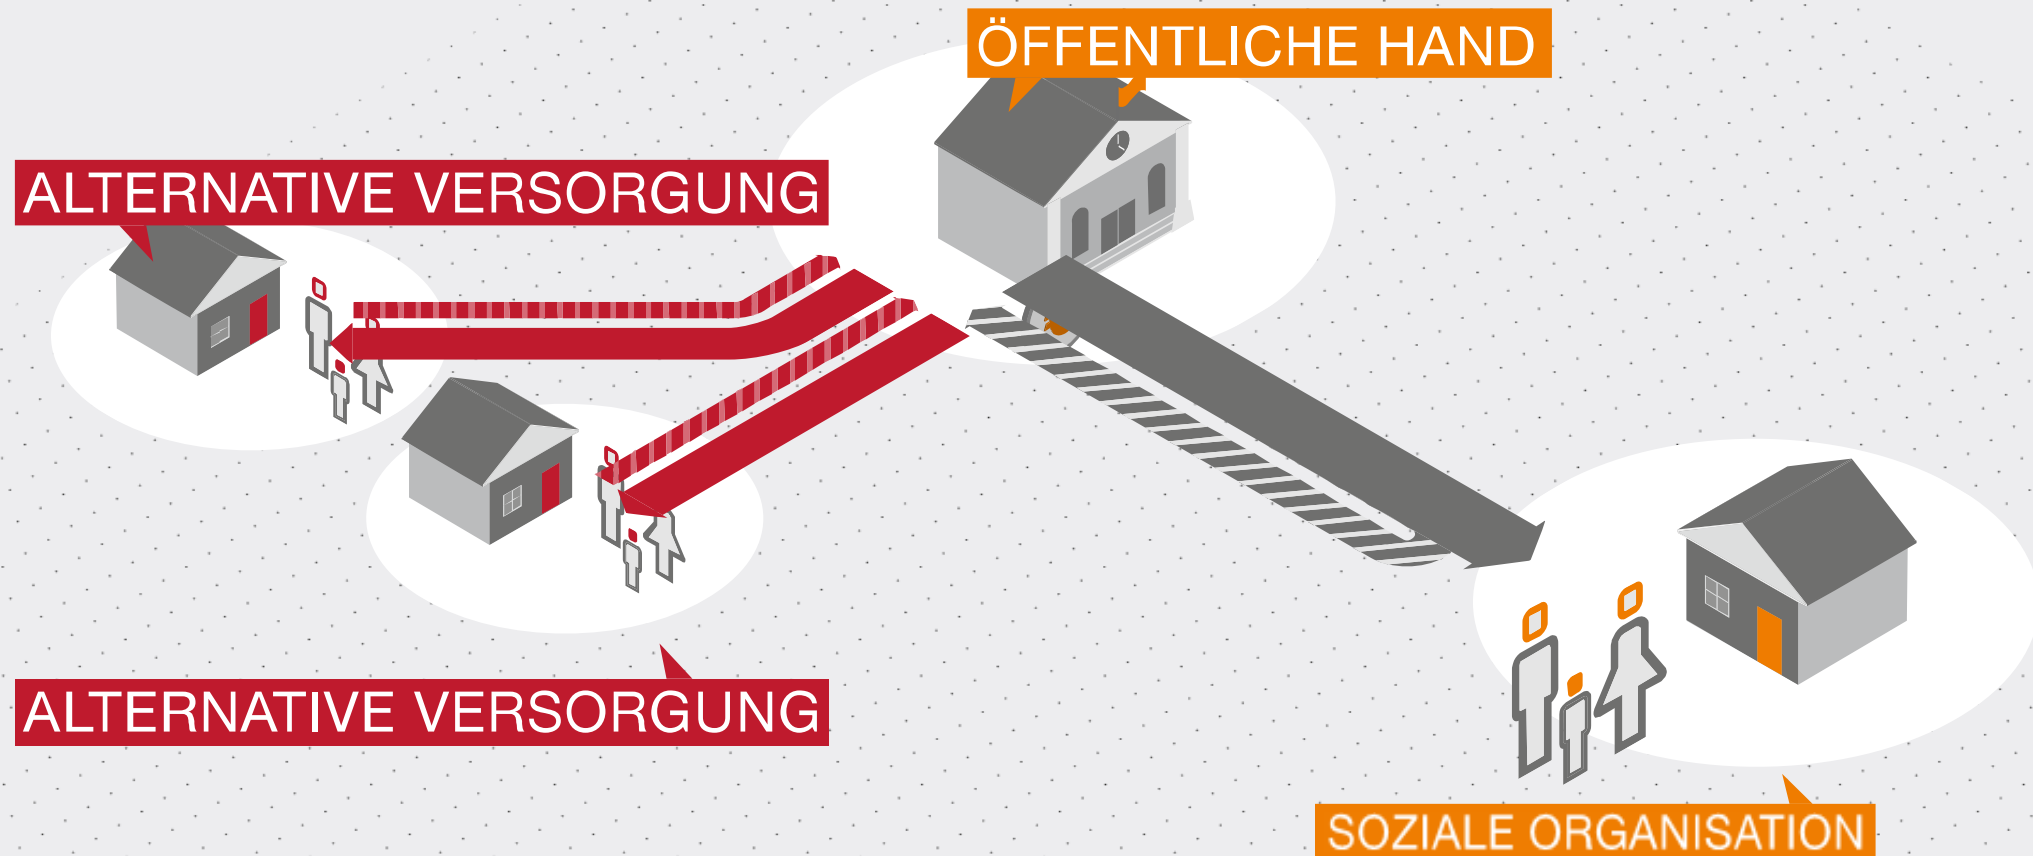 ÖFFENTLICHE HAND
ALTERNATIVE VERSORGUNG
ALTERNATIVE VERSORGUNG
SOZIALE ORGANISATION